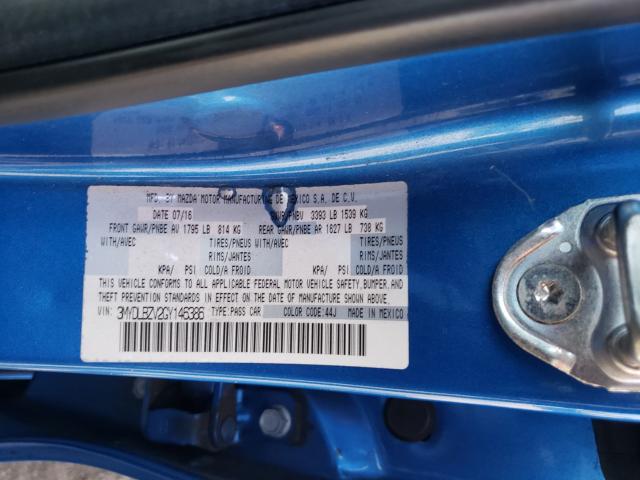 MFD. BY MAZDA MOTOR MANUFACTURING DE MEXICO S.A. DE C.V.
DATE 07/16 GVWR/PNBV 3393 LB 1539 KG
FRONT GAWR/PNBE AV 1795 LB 814 KG REAR GAWR/PNBE AR 1627 LB 738 KG
WITH/AVEC TIRES/PNEUS WITH/AVEC TIRES/PNEUS
RIMS/JANTES RIMS/JANTES
KPA/ PSI COLD/A FROID KPA/ PSI COLD/A FROID
THIS VEHICLE CONFORMS TO ALL APPLICABLE FEDERAL MOTOR VEHICLE SAFETY,BUMPER,AND
THEFT PREVENTION STANDARDS IN EFFECT ON THE DATE OF MANUFACTURE SHOWN ABOVE.
VIN: 3MYDLBZV2GY146386 TYPE:PASS CAR COLOR CODE:44J MADE IN MEXICO